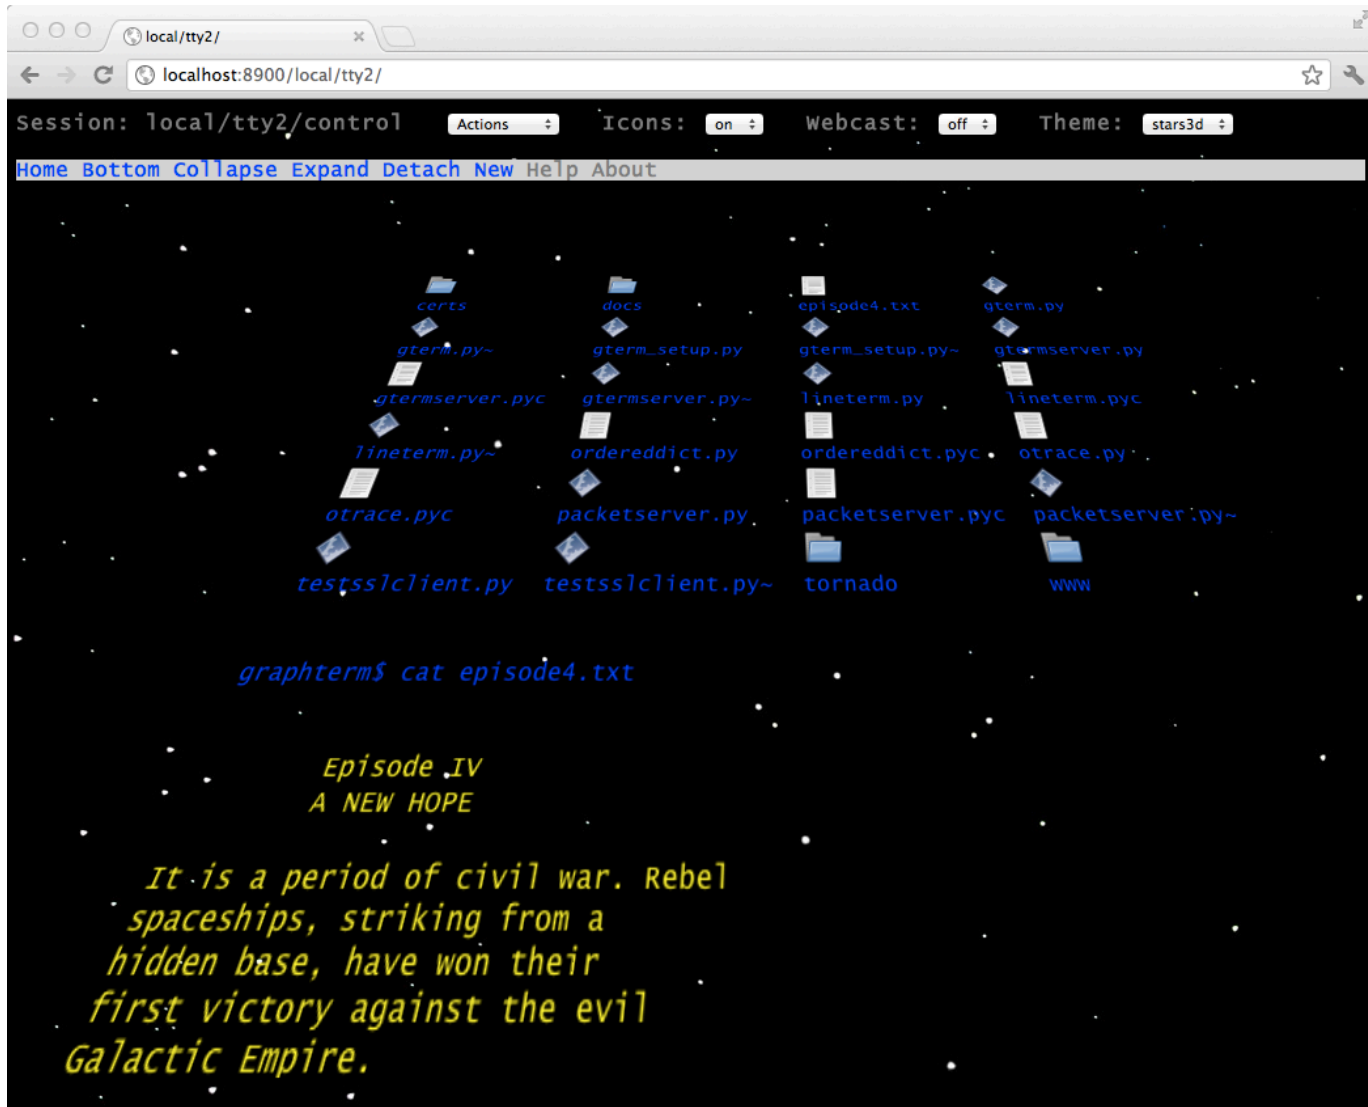 local/tty2/
localhost:8900/local/tty2/
Session: local/tty2/control Actions Icons: on Webcast: off Theme: stars3d
Home Bottom Collapse Expand Detach New Help About
certs docs episode4.txt gterm.py
gterm.py~ gterm_setup.py gterm_setup.py~ gtermserver.py
gtermserver.pyc gtermserver.py~ lineterm.py lineterm.pyc
lineterm.py~ ordereddict.py ordereddict.pyc otrace.py
otrace.pyc packetserver.py packetserver.pyc packetserver.py~
testsslclient.py testsslclient.py~ tornado www
graphterm$ cat episode4.txt
Episode IV
A NEW HOPE
It is a period of civil war. Rebel
spaceships, striking from a
hidden base, have won their
first victory against the evil
Galactic Empire.